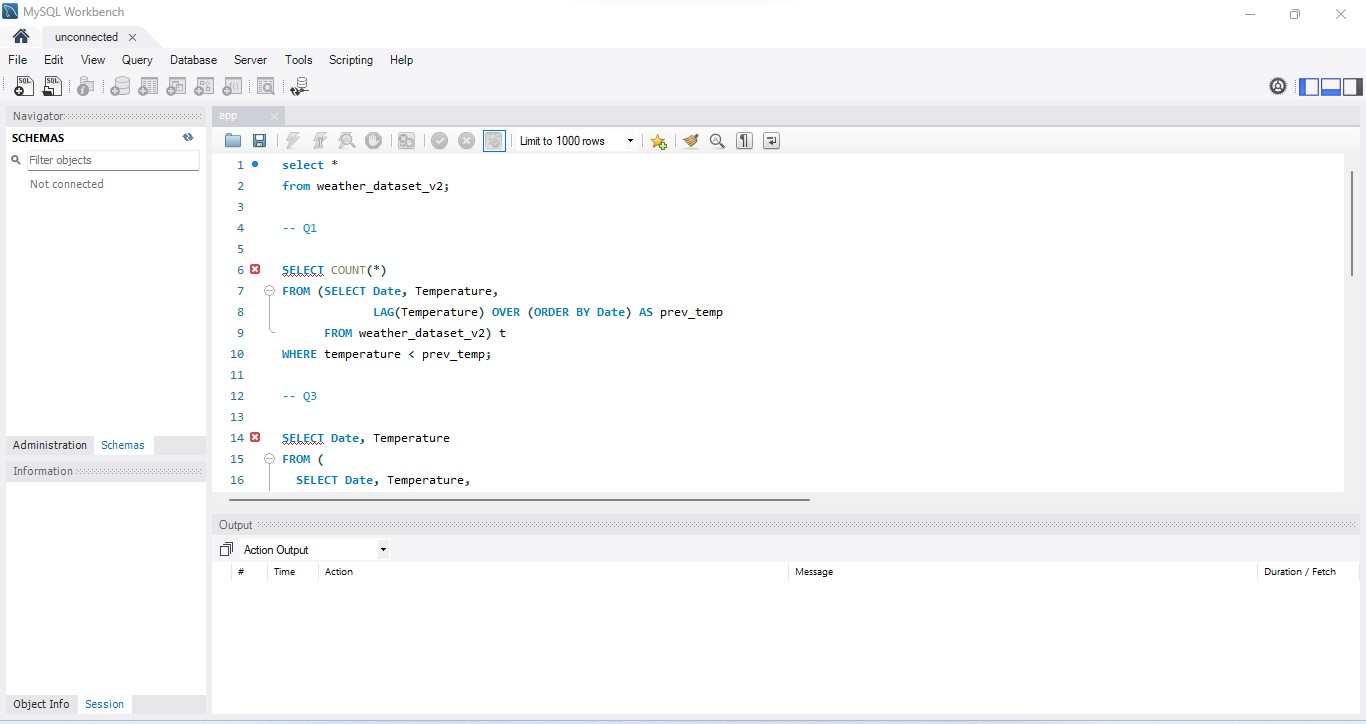 MySQL Workbench
unconnected
File Edit View Query Database Server Tools Scripting Help
SQL SQL
Navigator
SCHEMAS
Filter objects
Not connected
Administration Schemas
Information
Object Info Session
app
Limit to 1000 rows
1 select *
2 from weather_dataset_v2;
3
4 -- Q1
5
6 SELECT COUNT(*)
7 FROM (SELECT Date, Temperature,
8 LAG(Temperature) OVER (ORDER BY Date) AS prev_temp
9 FROM weather_dataset_v2) t
10 WHERE temperature < prev_temp;
11
12 -- Q3
13
14 SELECT Date, Temperature
15 FROM (
16 SELECT Date, Temperature,
Output
Action Output
# Time Action Message Duration / Fetch